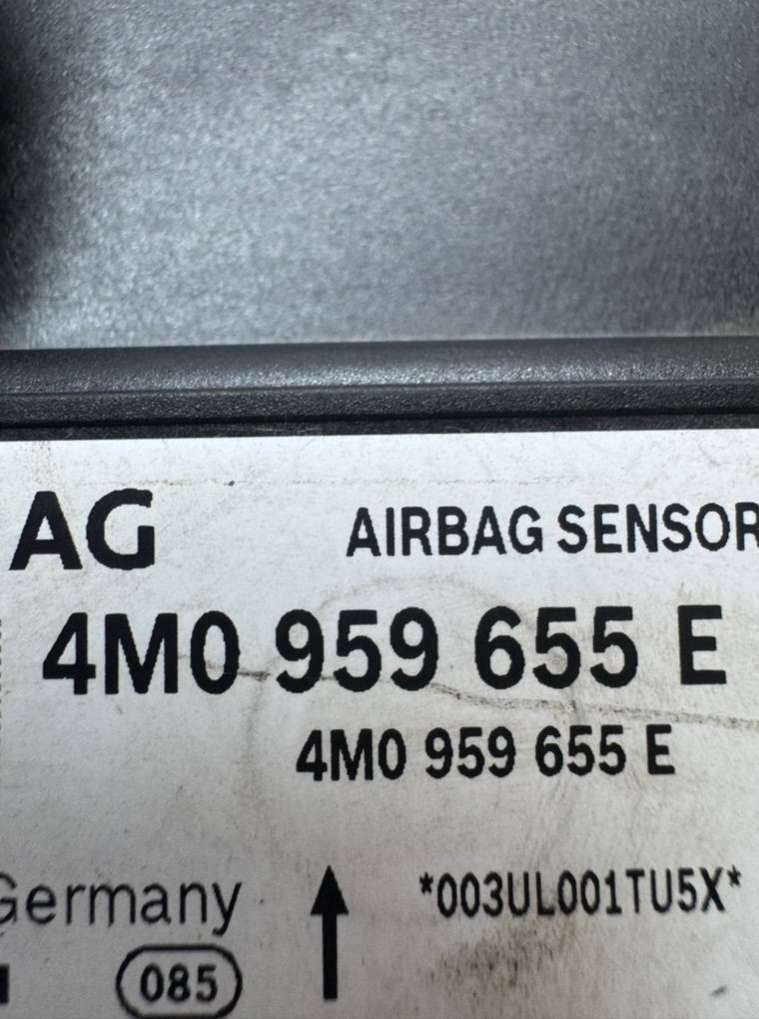 AG AIRBAG SENSOR
4M0 959 655 E
4M0 959 655 E
Germany *003UL001TU5X*
085